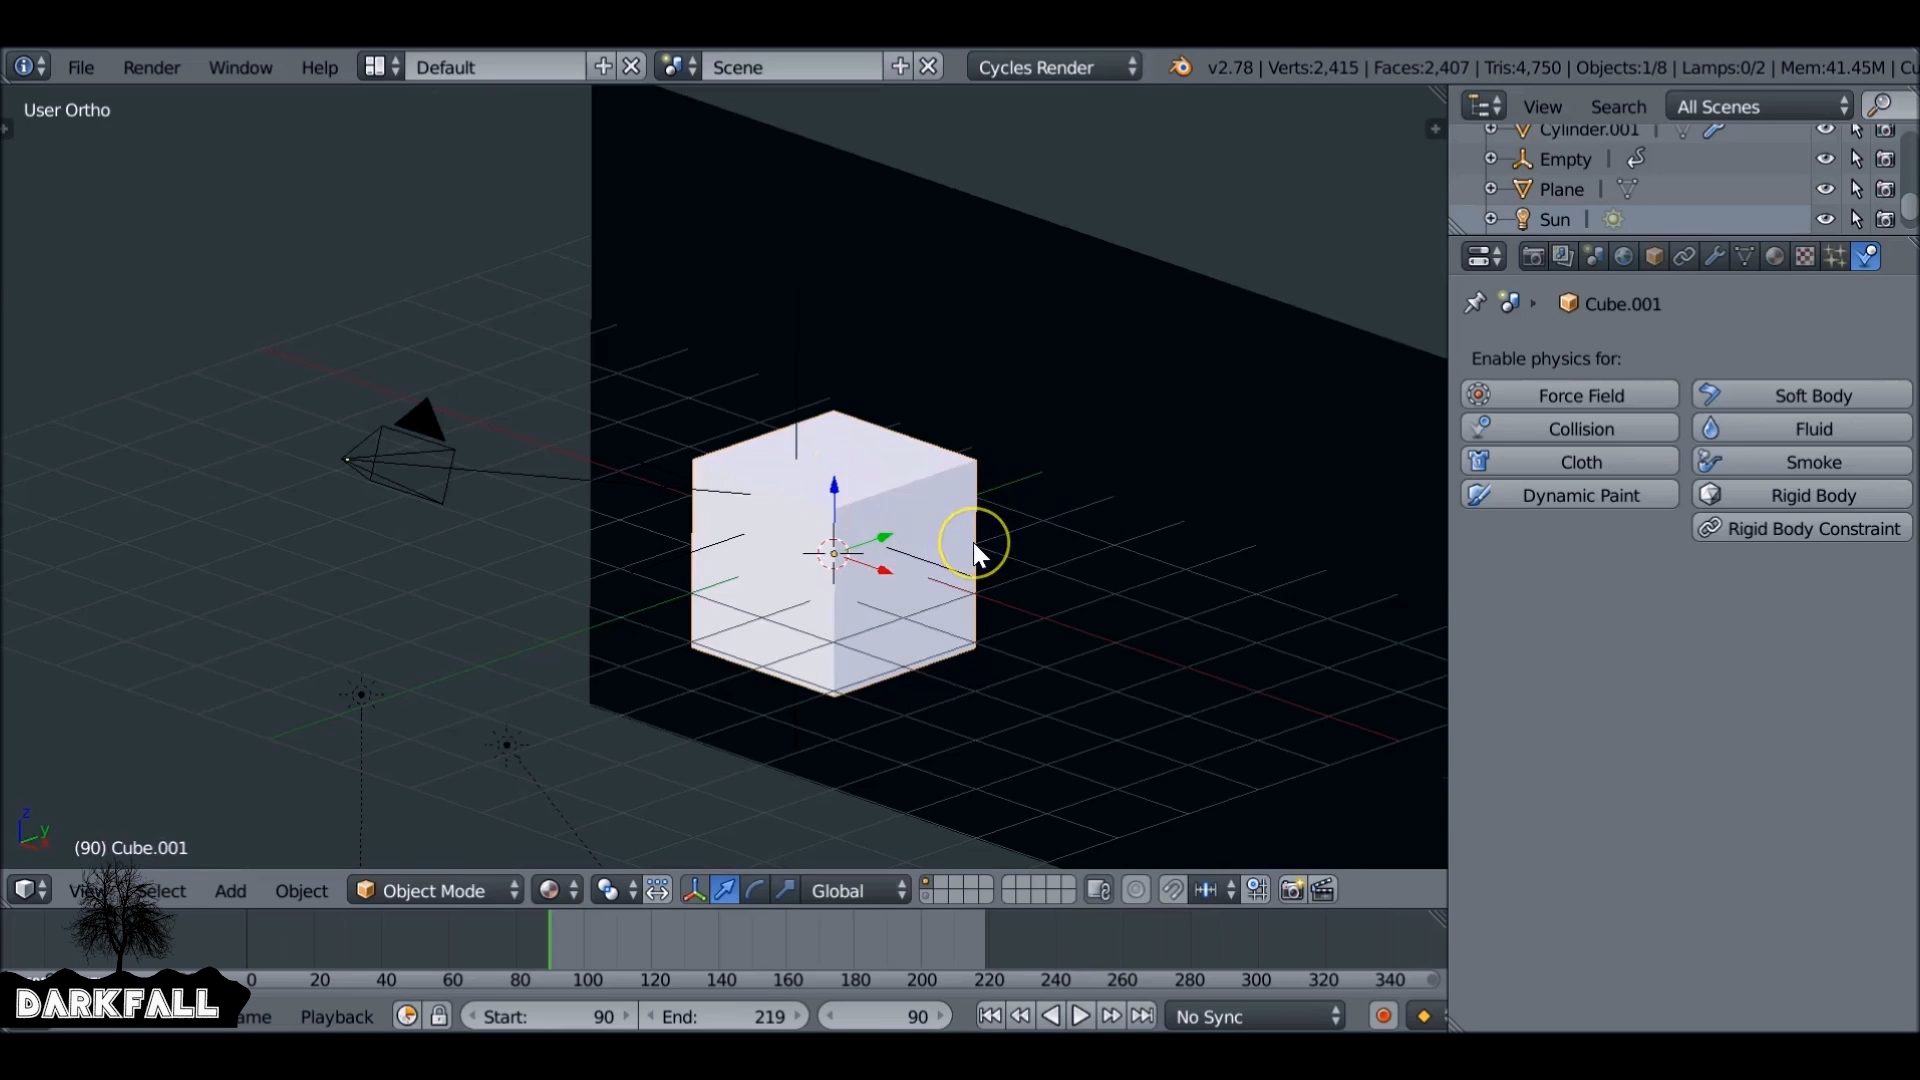 File Render Window Help Default Scene Cycles Render v2.78 | Verts:2,415 | Faces:2,407 | Tris:4,750 | Objects:1/8 | Lamps:0/2 | Mem:41.45M | Cu
User Ortho
View Search All Scenes
Cylinder.001
Empty
Plane
Sun
Cube.001
Enable physics for:
Force Field Soft Body
Collision Fluid
Cloth Smoke
Dynamic Paint Rigid Body
Rigid Body Constraint
z
y
(90) Cube.001
View Select Add Object Object Mode Global
0 20 40 60 80 100 120 140 160 180 200 220 240 260 280 300 320 340
DARKFALL
ame Playback Start: 90 End: 219 90 No Sync